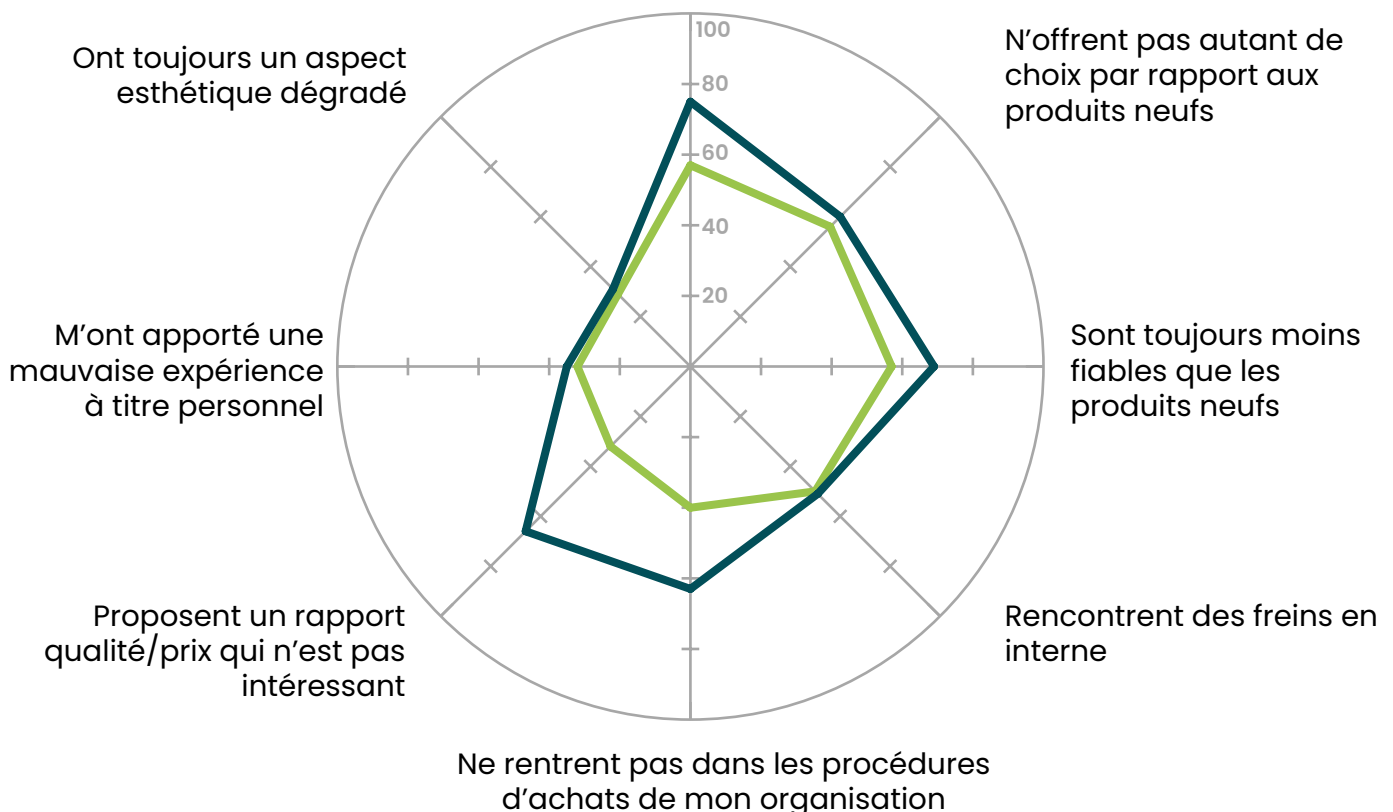 100
80
60
40
20
Ont toujours un aspect
esthétique dégradé
N’offrent pas autant de
choix par rapport aux
produits neufs
M’ont apporté une
mauvaise expérience
à titre personnel
Sont toujours moins
fiables que les
produits neufs
Proposent un rapport
qualité/prix qui n’est pas
intéressant
Rencontrent des freins en
interne
Ne rentrent pas dans les procédures
d’achats de mon organisation